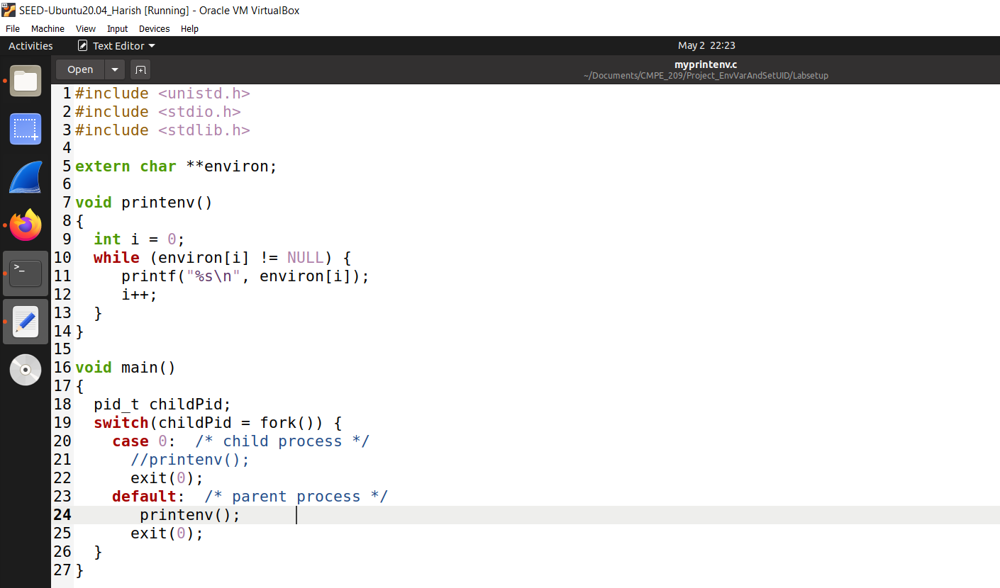 SEED-Ubuntu20.04_Harish [Running] - Oracle VM VirtualBox
File Machine View Input Devices Help
Activities Text Editor May 2 22:23
Open myprintenv.c
~/Documents/CMPE_209/Project_EnvVarAndSetUID/Labsetup
1 #include <unistd.h>
2 #include <stdio.h>
3 #include <stdlib.h>
4
5 extern char **environ;
6
7 void printenv()
8 {
9   int i = 0;
10   while (environ[i] != NULL) {
11      printf("%s\n", environ[i]);
12      i++;
13   }
14 }
15
16 void main()
17 {
18   pid_t childPid;
19   switch(childPid = fork()) {
20     case 0:  /* child process */
21       //printenv();
22       exit(0);
23     default:  /* parent process */
24        printenv();
25       exit(0);
26   }
27 }
>_